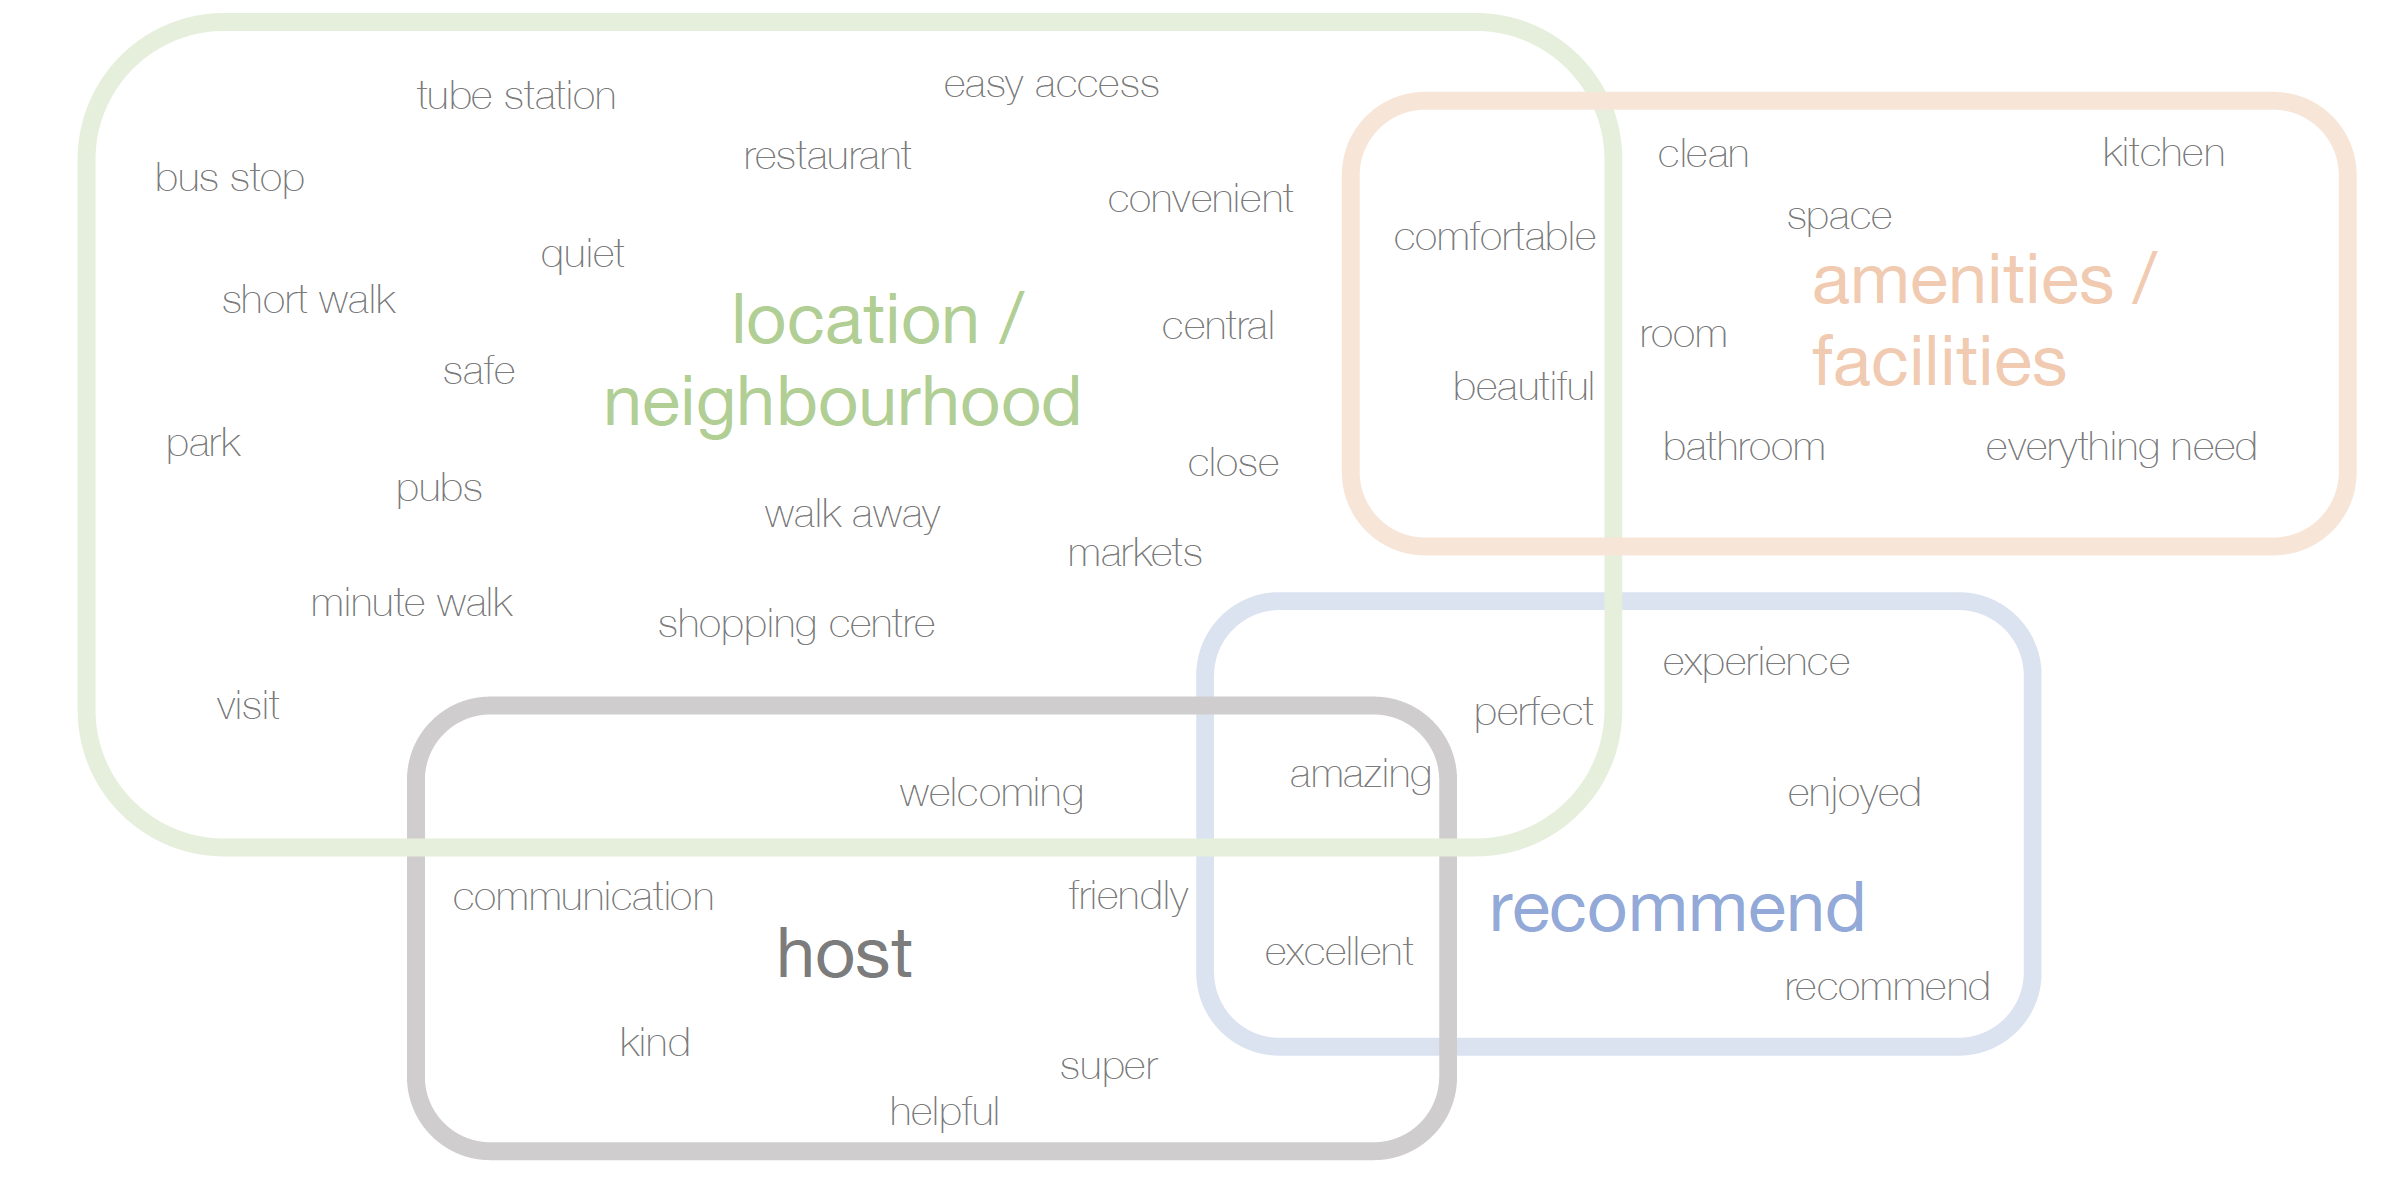 tube station
easy access
restaurant
bus stop
convenient
quiet
short walk
location /
neighbourhood
central
safe
park
pubs
close
walk away
markets
minute walk
shopping centre
visit
comfortable
beautiful
clean
kitchen
space
amenities /
facilities
room
bathroom
everything need
experience
perfect
amazing
enjoyed
welcoming
communication
friendly
host
excellent
recommend
recommend
kind
super
helpful